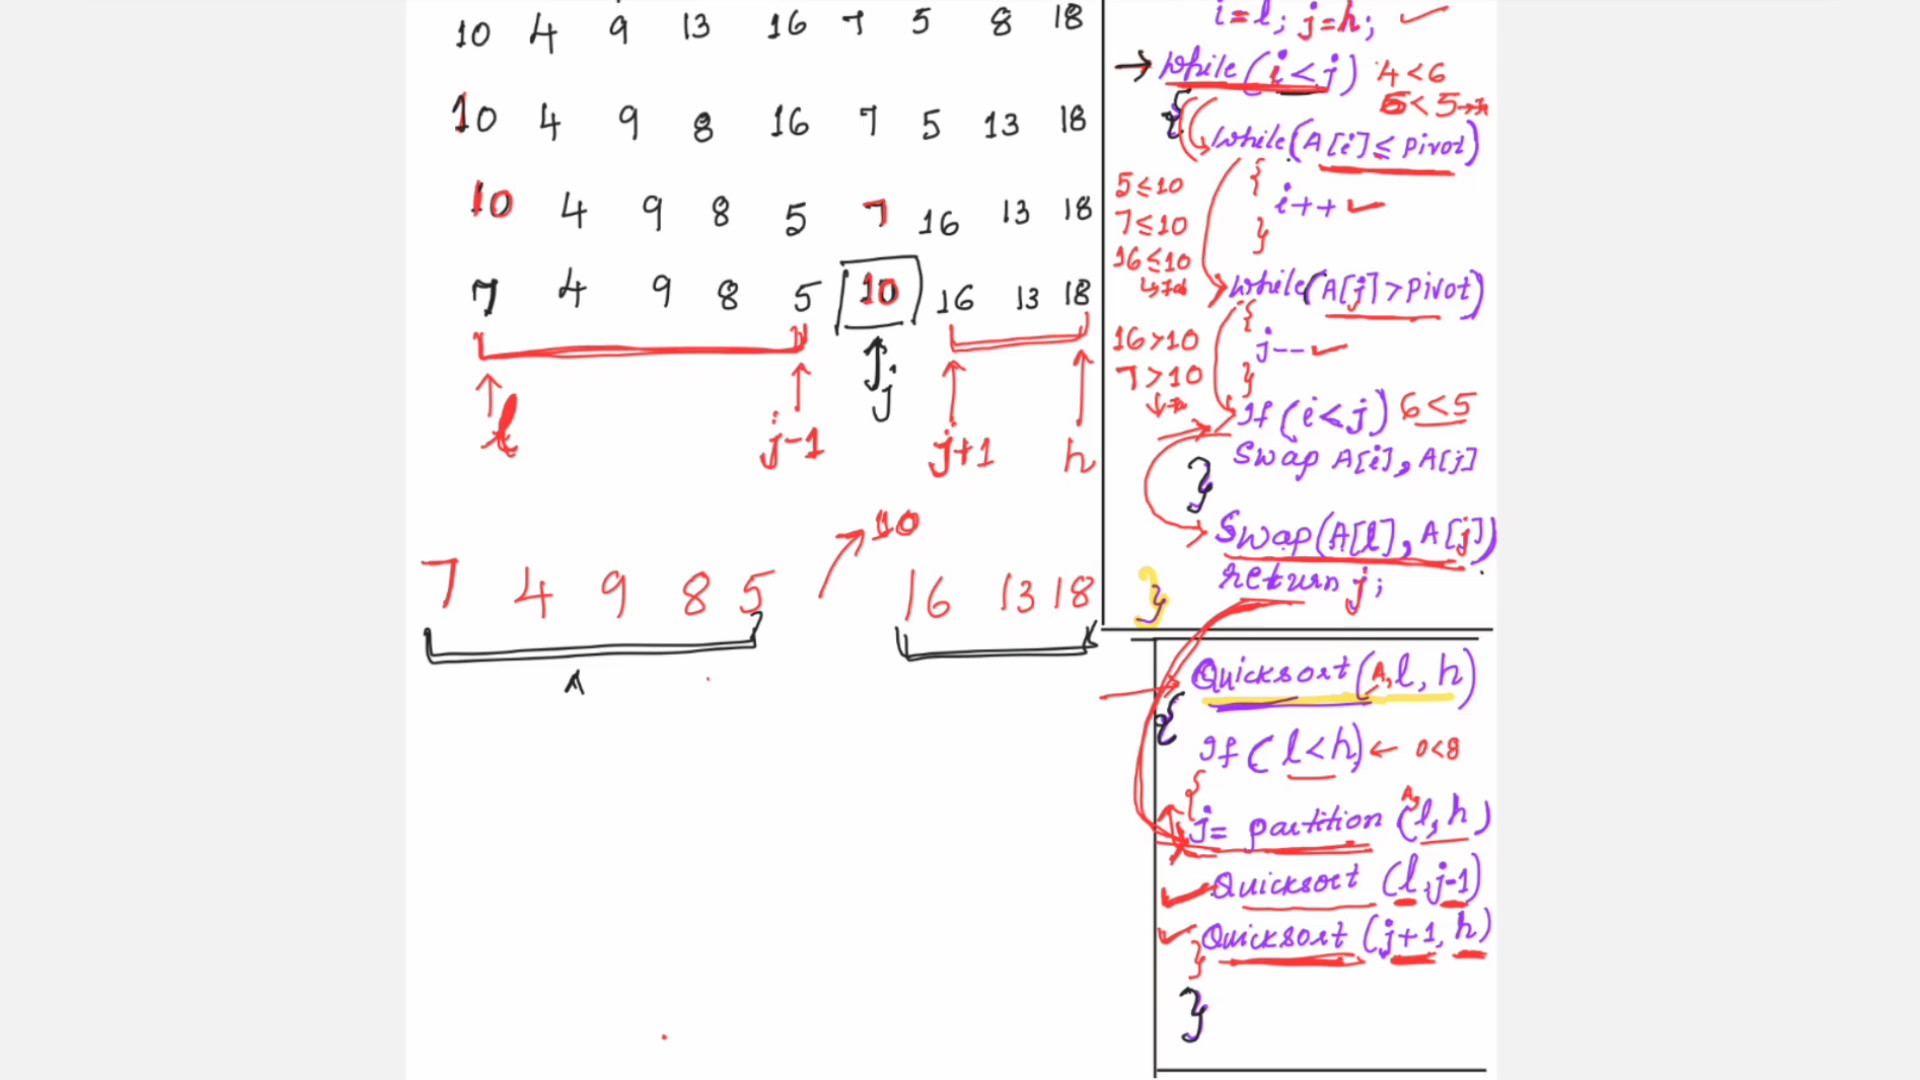 10 4 9 13 16 7 5 8 18
10 4 9 8 16 7 5 13 18
10 4 9 8 5 7 16 13 18
7 4 9 8 5 10 16 13 18
l j-1 j j+1 h
10
7 4 9 8 5 16 13 18
i=l; j=h;
while(i<j) 4<6
{ 6<5
while(A[i]≤Pivot)
5≤10 {
7≤10 i++
16≤10 }
while(A[j]>Pivot)
{
16>10 j--
7>10 }
If (i<j) 6<5
Swap A[i], A[j]
}
Swap(A[l], A[j])
return j;
}
Quicksort(A,l,h)
{
If (l<h) ← 0<8
{
j= partition (A,l,h)
Quicksort (l,j-1)
Quicksort (j+1,h)
}
}